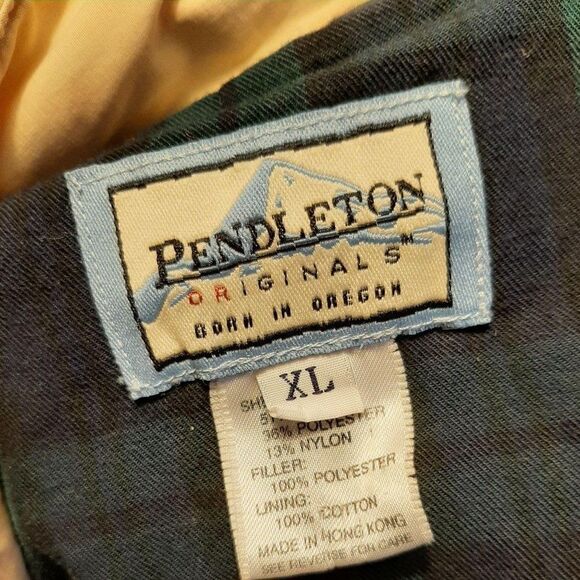 PENDLETON
ORIGINALS
BORN IN OREGON
XL
36% POLYESTER
13% NYLON
FILLER:
100% POLYESTER
LINING:
100% COTTON
MADE IN HONG KONG
SEE REVERSE FOR CARE